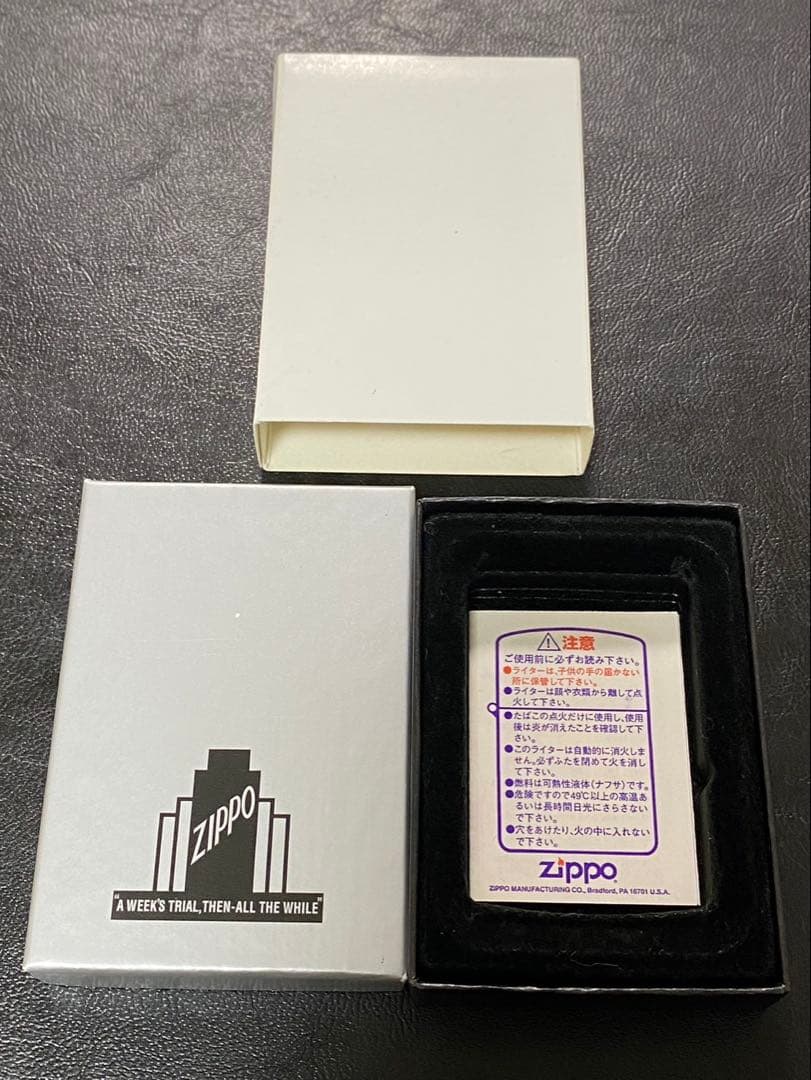 ZIPPO
"A WEEK'S TRIAL, THEN-ALL THE WHILE"
注意
ご使用前に必ずお読み下さい。
●ライターは、子供の手の届かない
所に保管して下さい。
●ライターは顔や衣類から離して点
火して下さい。
●たばこの点火だけに使用し、使用
後は炎が消えたことを確認して下
さい。
●このライターは自動的に消火しま
せん。必ずふたを閉めて火を消し
て下さい。
●燃料は可熱性液体(ナフサ)です。
●危険ですので49℃以上の高温あ
るいは長時間日光にさらさない
で下さい。
●穴をあけたり、火の中に入れない
で下さい。
zippo
ZIPPO MANUFACTURING CO., Bradford, PA 16701 U.S.A.